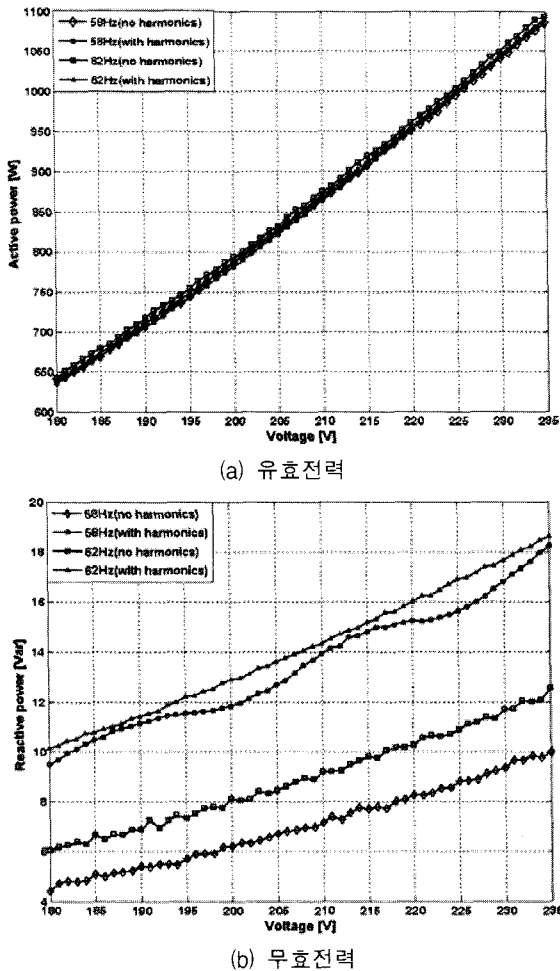 1100
1050
1000
950
900
850
800
750
700
650
600
Active power [W]
58Hz(no harmonics)
58Hz(with harmonics)
62Hz(no harmonics)
62Hz(with harmonics)
180 185 190 195 200 205 210 215 220 225 230 235
Voltage [V]
(a) 유효전력
20
18
16
14
12
10
8
6
4
Reactive power [Var]
58Hz(no harmonics)
58Hz(with harmonics)
62Hz(no harmonics)
62Hz(with harmonics)
180 185 190 195 200 205 210 215 220 225 230 235
Voltage [V]
(b) 무효전력